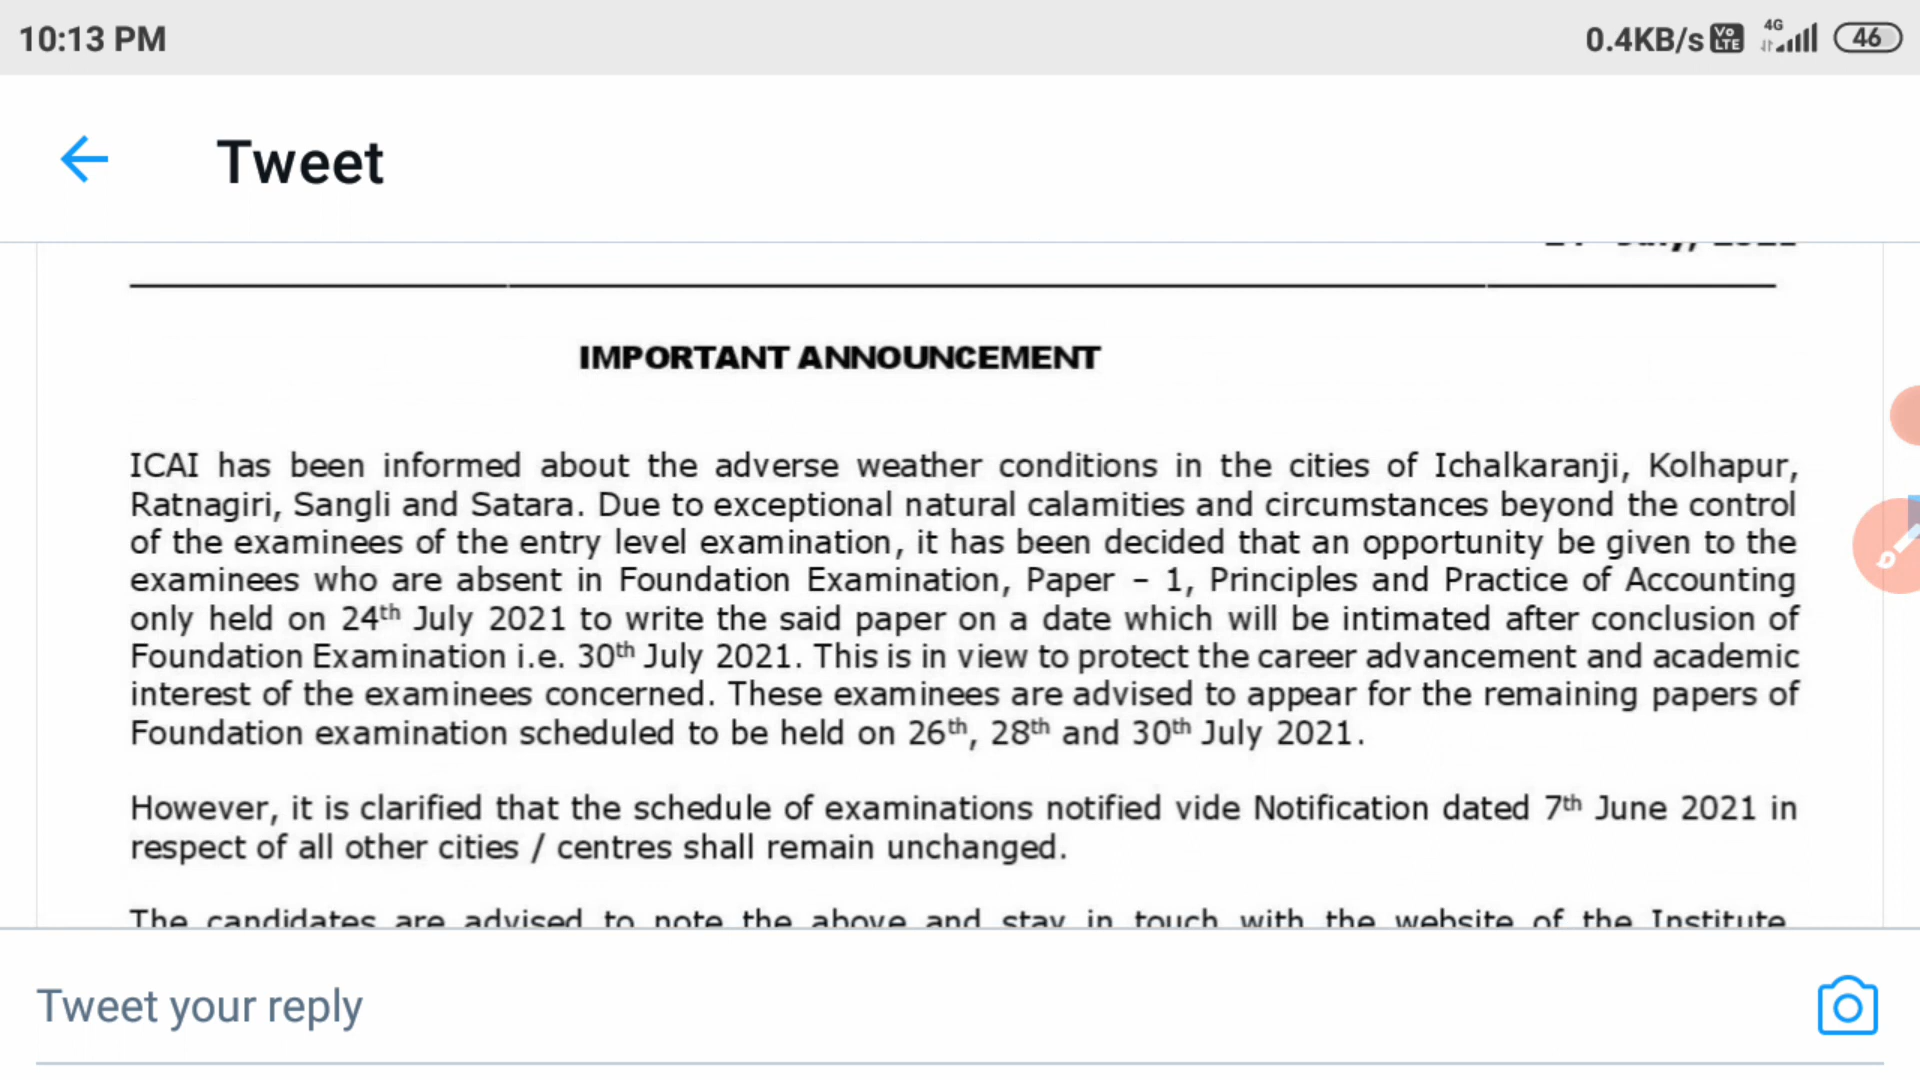 10:13 PM
0.4KB/s Vo LTE 4G 46
Tweet
July,
IMPORTANT ANNOUNCEMENT
ICAI has been informed about the adverse weather conditions in the cities of Ichalkaranji, Kolhapur,
Ratnagiri, Sangli and Satara. Due to exceptional natural calamities and circumstances beyond the control
of the examinees of the entry level examination, it has been decided that an opportunity be given to the
examinees who are absent in Foundation Examination, Paper – 1, Principles and Practice of Accounting
only held on 24th July 2021 to write the said paper on a date which will be intimated after conclusion of
Foundation Examination i.e. 30th July 2021. This is in view to protect the career advancement and academic
interest of the examinees concerned. These examinees are advised to appear for the remaining papers of
Foundation examination scheduled to be held on 26th, 28th and 30th July 2021.
However, it is clarified that the schedule of examinations notified vide Notification dated 7th June 2021 in
respect of all other cities / centres shall remain unchanged.
The candidates are advised to note the above and stay in touch with the website of the Institute
Tweet your reply